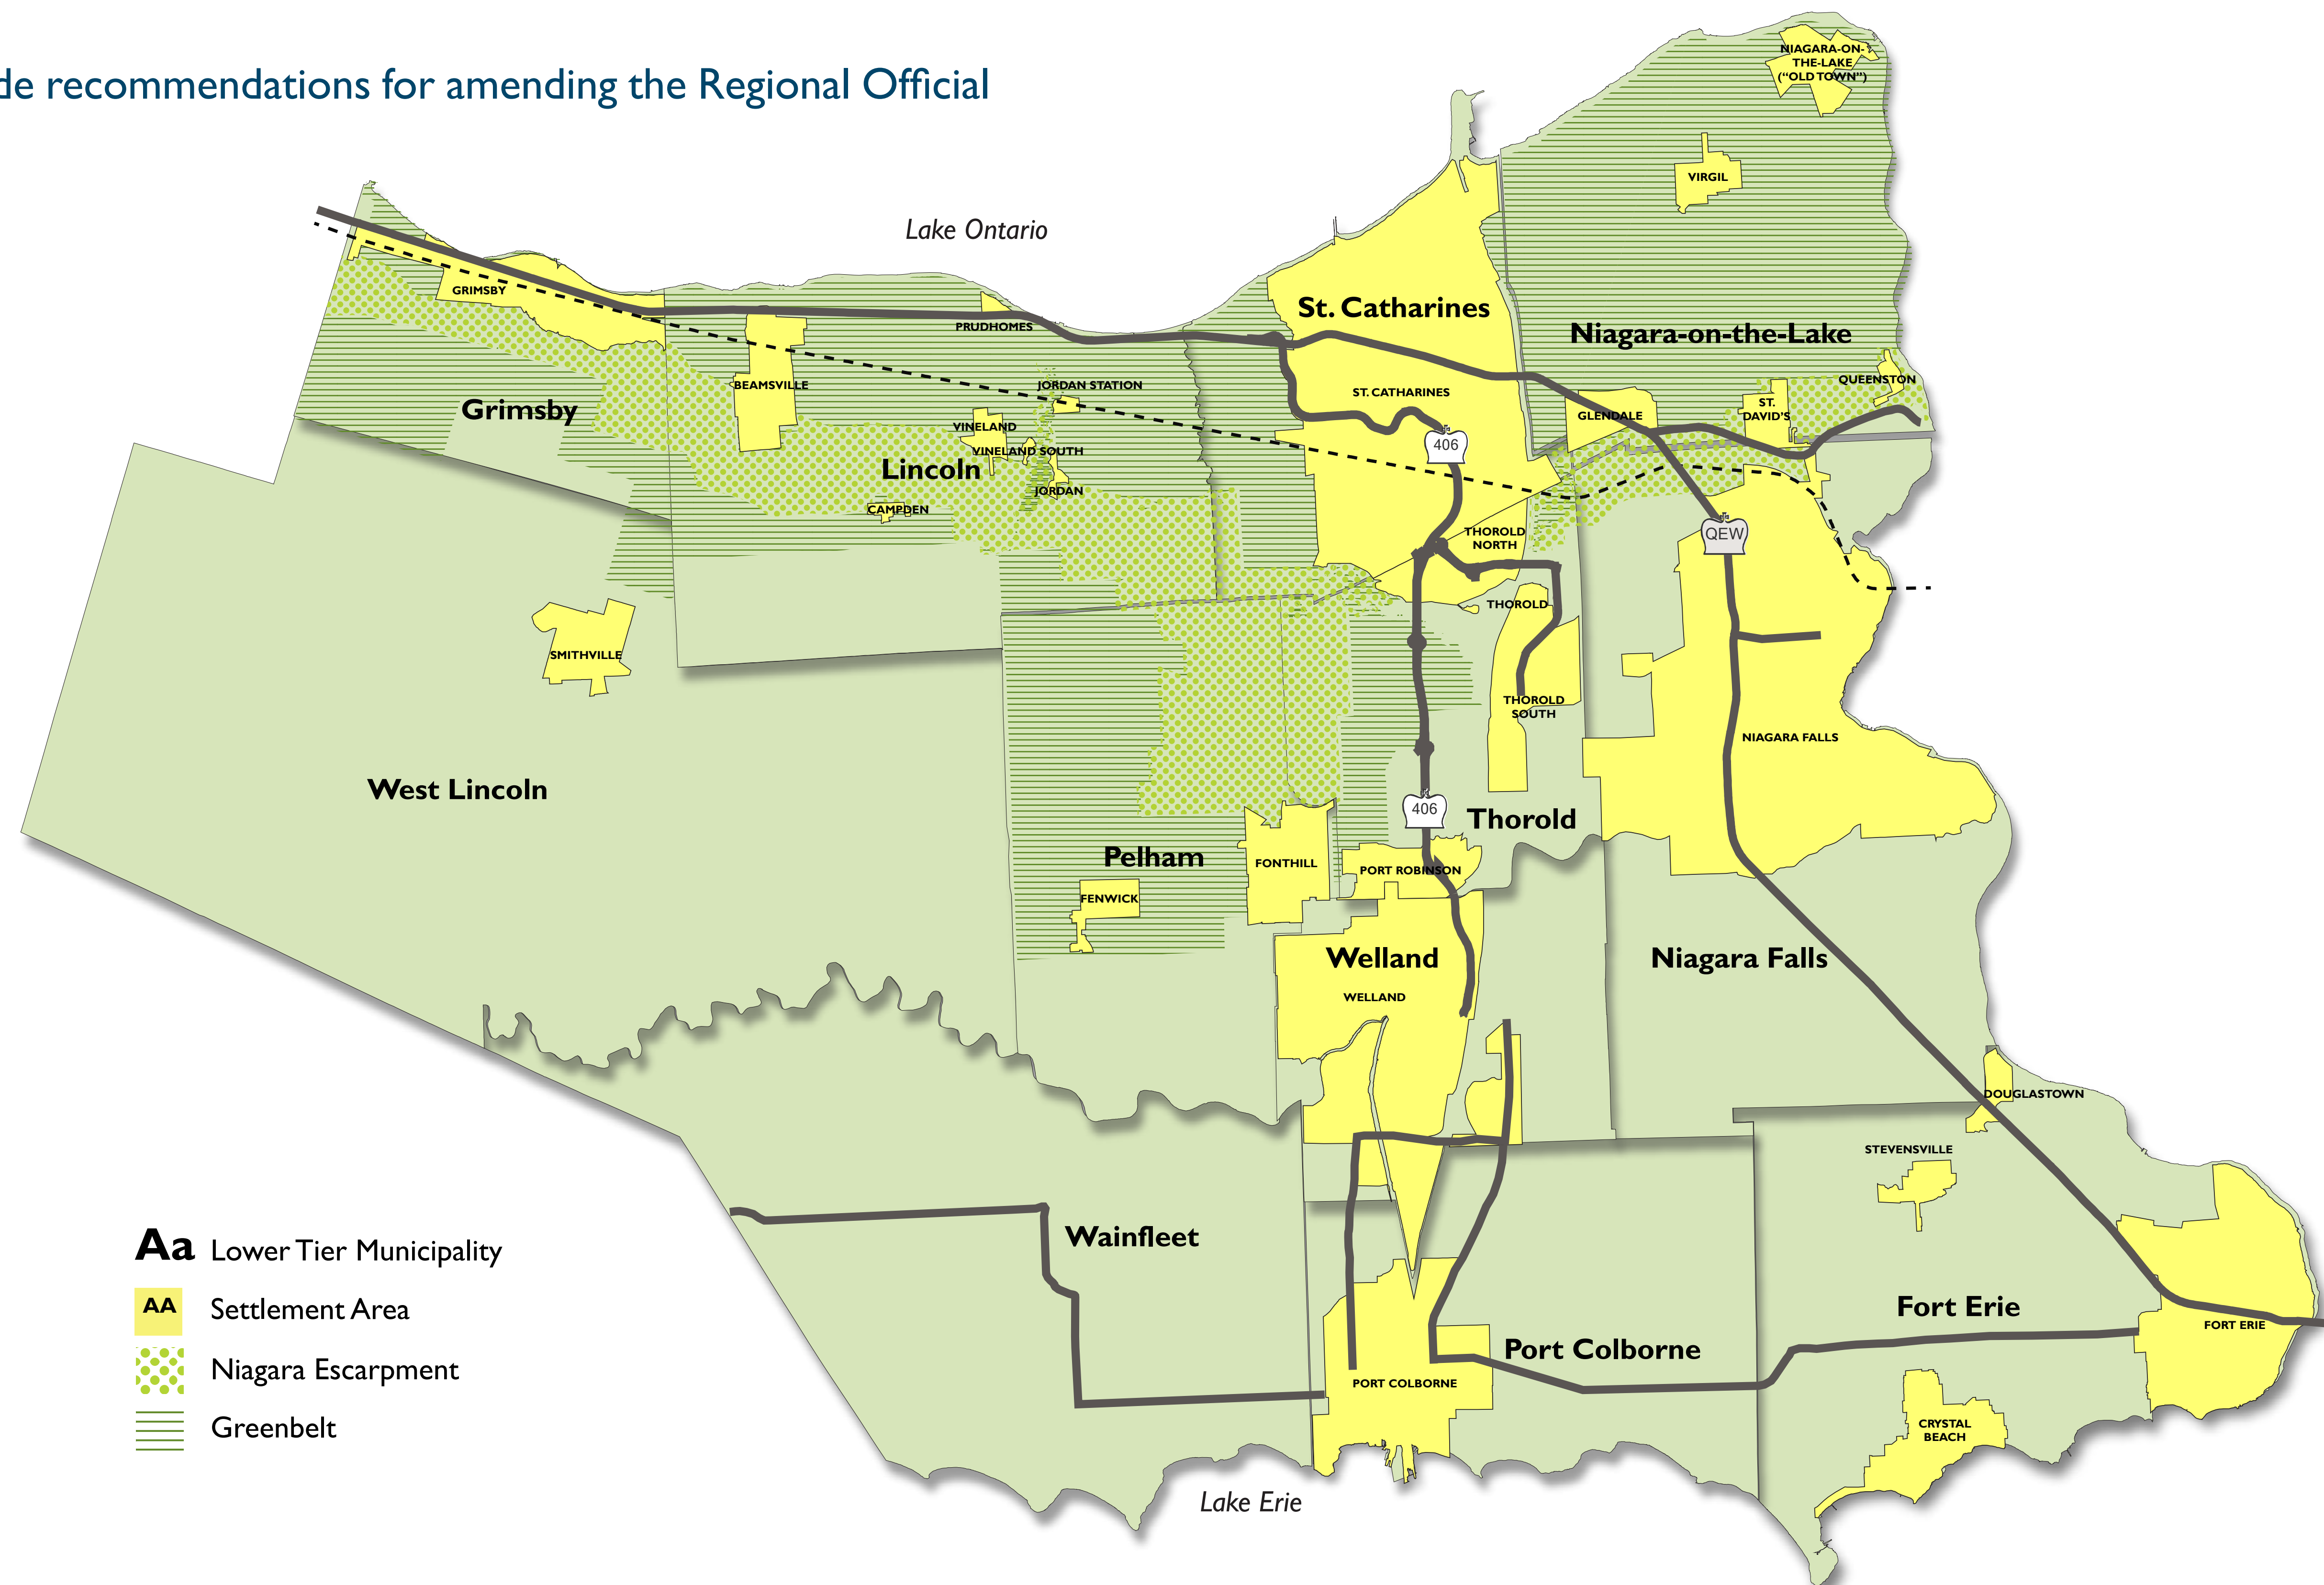 de recommendations for amending the Regional Official
NIAGARA-ON-
THE-LAKE
("OLD TOWN")
VIRGIL
Lake Ontario
GRIMSBY
St. Catharines
PRUDHOMES
Niagara-on-the-Lake
BEAMSVILLE
JORDAN STATION
QUEENSTON
ST. CATHARINES
Grimsby
GLENDALE
ST.
DAVID'S
VINELAND
406
VINELAND SOUTH
Lincoln
JORDAN
CAMPDEN
THOROLD
NORTH
QEW
THOROLD
SMITHVILLE
THOROLD
SOUTH
NIAGARA FALLS
West Lincoln
406
Thorold
Pelham
FONTHILL
PORT ROBINSON
FENWICK
Welland
Niagara Falls
WELLAND
DOUGLASTOWN
STEVENSVILLE
Wainfleet
Aa Lower Tier Municipality
AA Settlement Area
Niagara Escarpment
Greenbelt
Fort Erie
FORT ERIE
Port Colborne
PORT COLBORNE
CRYSTAL
BEACH
Lake Erie